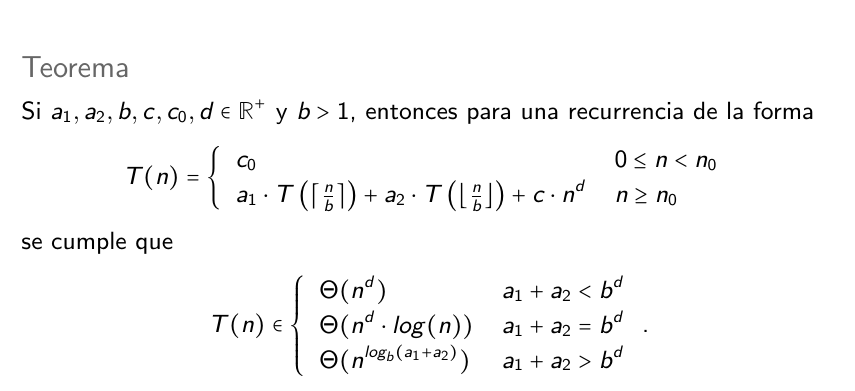 Teorema
Si a₁, a₂, b, c, c₀, d ∈ ℝ⁺ y b > 1, entonces para una recurrencia de la forma
T(n) = { c₀    0 ≤ n < n₀
a₁ · T(⌈n/b⌉) + a₂ · T(⌊n/b⌋) + c · n^d    n ≥ n₀
se cumple que
T(n) ∈ { Θ(n^d)    a₁ + a₂ < b^d
Θ(n^d · log(n))    a₁ + a₂ = b^d .
Θ(n^{log_b(a₁+a₂)})    a₁ + a₂ > b^d